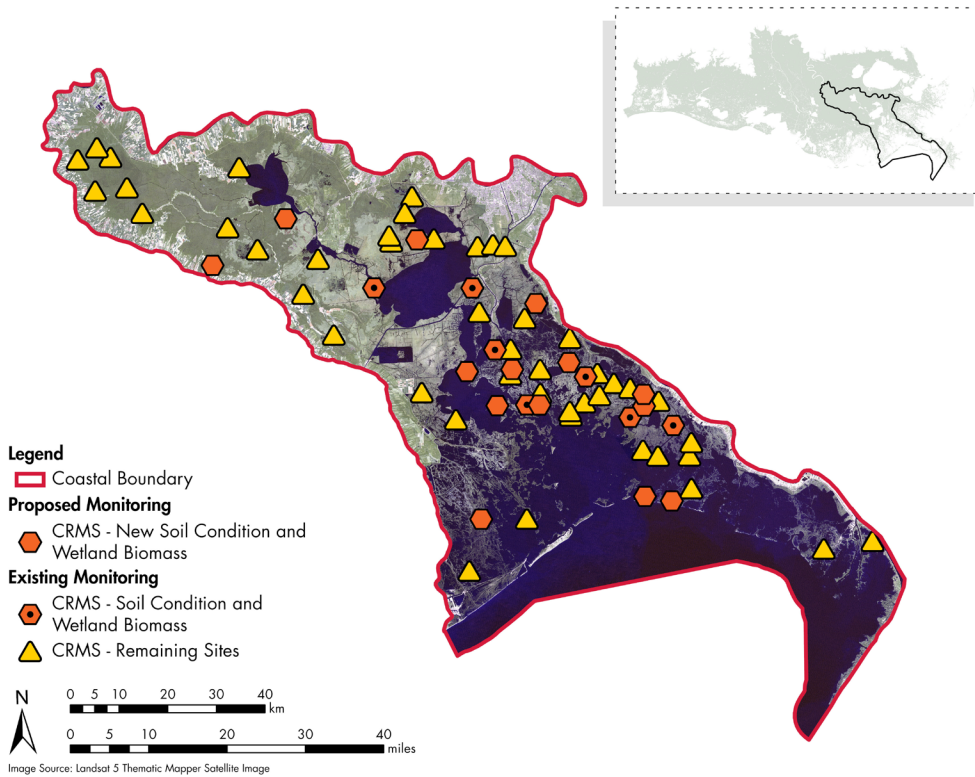 Legend
Coastal Boundary
Proposed Monitoring
CRMS - New Soil Condition and
Wetland Biomass
Existing Monitoring
CRMS - Soil Condition and
Wetland Biomass
CRMS - Remaining Sites
N
0 5 10 20 30 40
km
0 5 10 20 30 40
miles
Image Source: Landsat 5 Thematic Mapper Satellite Image